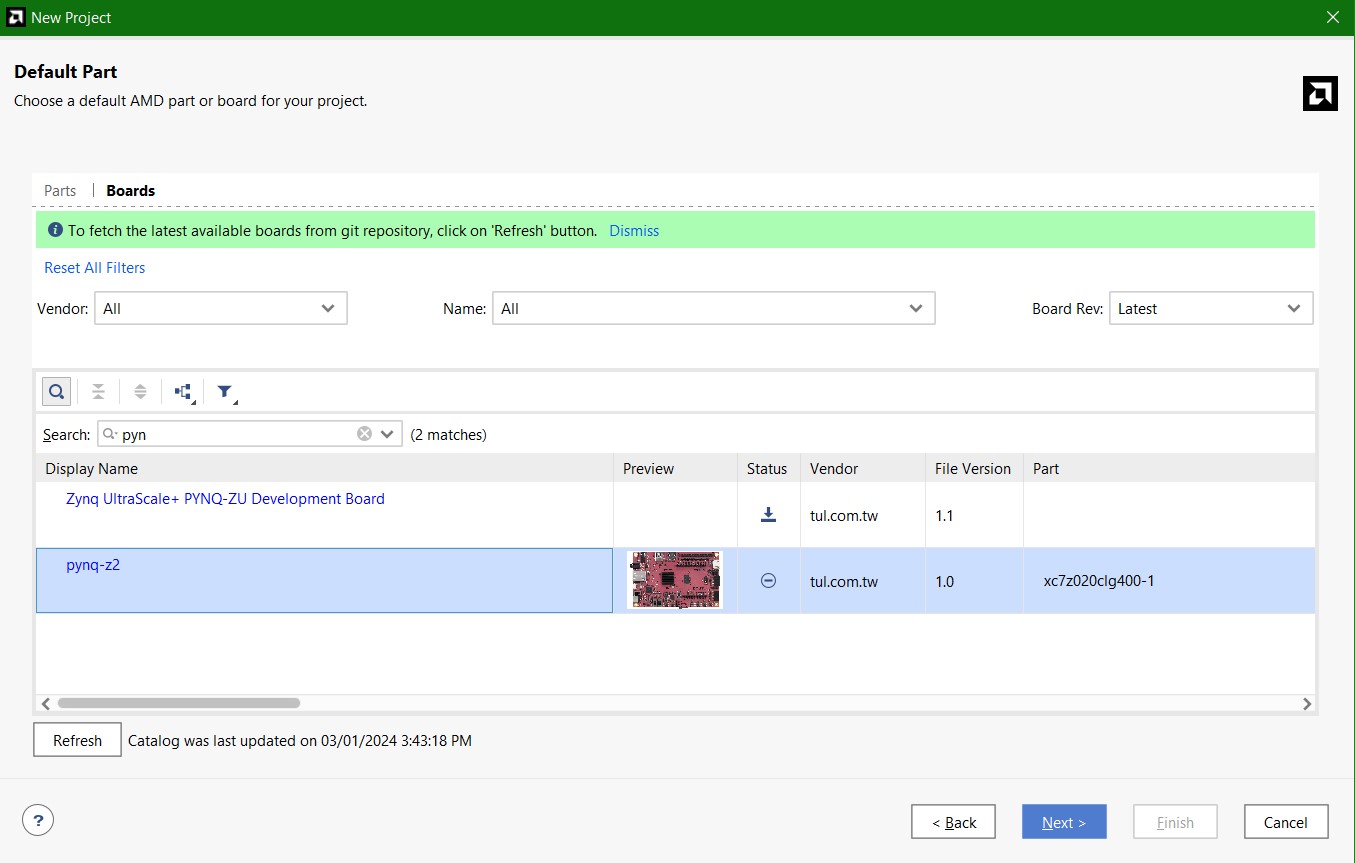 New Project
Default Part
Choose a default AMD part or board for your project.
Parts | Boards
To fetch the latest available boards from git repository, click on 'Refresh' button. Dismiss
Reset All Filters
Vendor: All Name: All Board Rev: Latest
Search: pyn (2 matches)
Display Name Preview Status Vendor File Version Part
Zynq UltraScale+ PYNQ-ZU Development Board tul.com.tw 1.1
pynq-z2 tul.com.tw 1.0 xc7z020clg400-1
Refresh Catalog was last updated on 03/01/2024 3:43:18 PM
? < Back Next > Finish Cancel